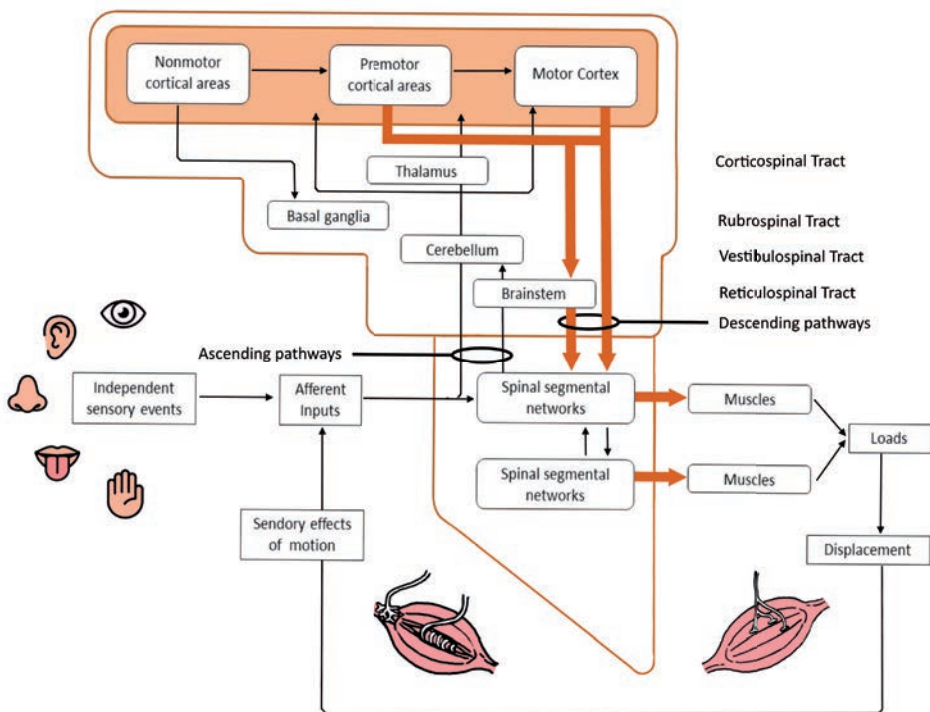 Nonmotor
cortical areas
Premotor
cortical areas
Motor Cortex
Thalamus
Corticospinal Tract
Basal ganglia
Rubrospinal Tract
Cerebellum
Vestibulospinal Tract
Brainstem
Reticulospinal Tract
Descending pathways
Ascending pathways
Independent
sensory events
Afferent
Inputs
Spinal segmental
networks
Muscles
Loads
Spinal segmental
networks
Muscles
Sendory effects
of motion
Displacement